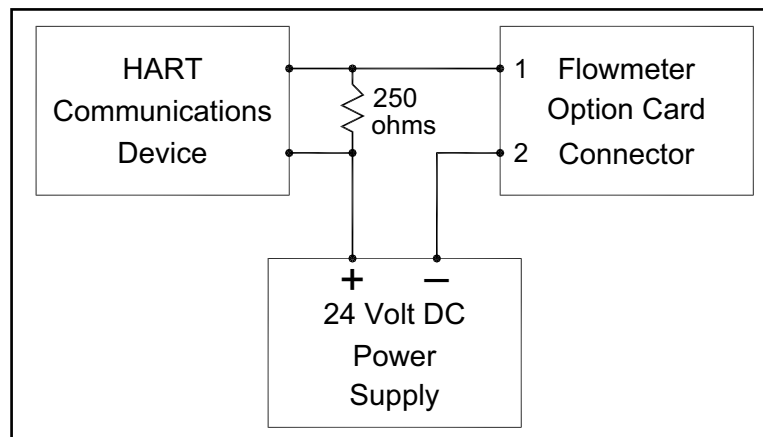 HART
Communications
Device
250
ohms
1
Flowmeter
Option Card
2
Connector
+
−
24 Volt DC
Power
Supply